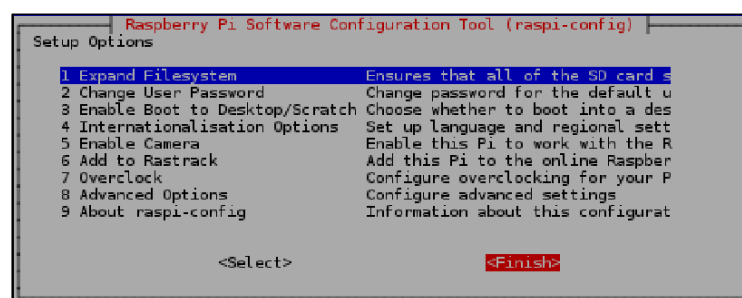 Raspberry Pi Software Configuration Tool (raspi-config)
Setup Options
1 Expand Filesystem Ensures that all of the SD card s
2 Change User Password Change password for the default u
3 Enable Boot to Desktop/Scratch Choose whether to boot into a des
4 Internationalisation Options Set up language and regional sett
5 Enable Camera Enable this Pi to work with the R
6 Add to Rastrack Add this Pi to the online Raspber
7 Overclock Configure overclocking for your P
8 Advanced Options Configure advanced settings
9 About raspi-config Information about this configurat
<Select> <Finish>